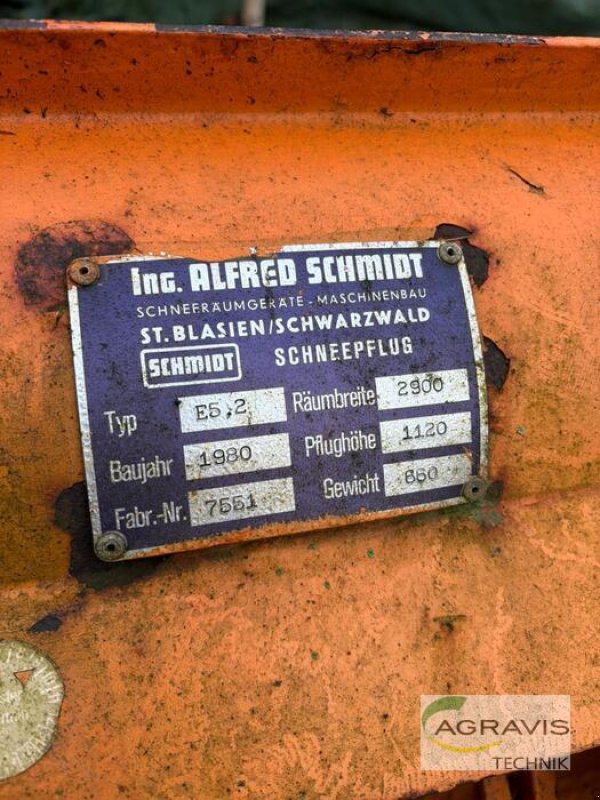 Ing. ALFRED SCHMIDT
SCHNEERÄUMGERÄTE - MASCHINENBAU
ST. BLASIEN/SCHWARZWALD
SCHMIDT SCHNEEPFLUG
Typ E5.2 Räumbreite 2900
Baujahr 1980 Pflughöhe 1120
Fabr.-Nr. 7551 Gewicht 660
AGRAVIS
TECHNIK